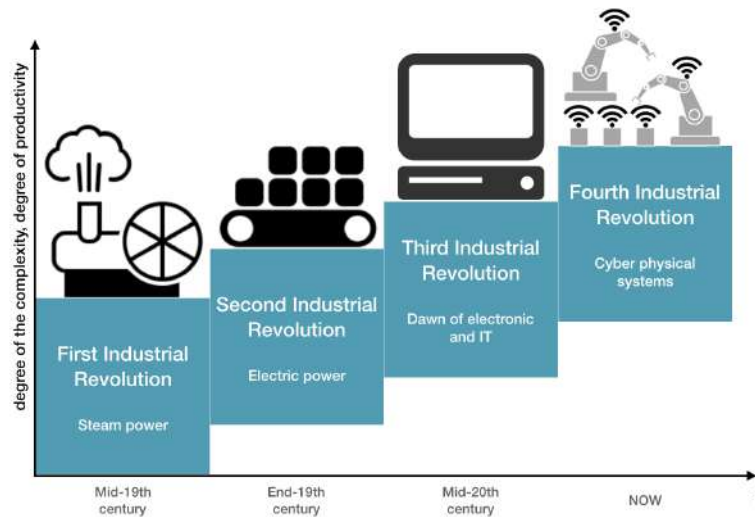 degree of the complexity, degree of productivity
First Industrial
Revolution
Steam power
Second Industrial
Revolution
Electric power
Third Industrial
Revolution
Dawn of electronic
and IT
Fourth Industrial
Revolution
Cyber physical
systems
Mid-19th
century
End-19th
century
Mid-20th
century
NOW